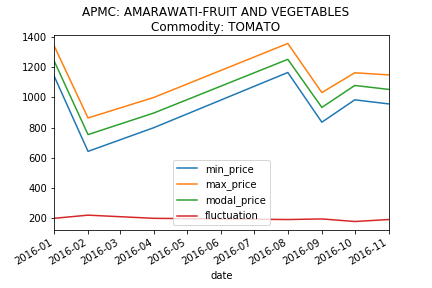 APMC: AMARAWATI-FRUIT AND VEGETABLES
Commodity: TOMATO
1400
1200
1000
800
600
400
200
min_price
max_price
modal_price
fluctuation
2016-01
2016-02
2016-03
2016-04
2016-05
2016-06
2016-07
2016-08
2016-09
2016-10
2016-11
date